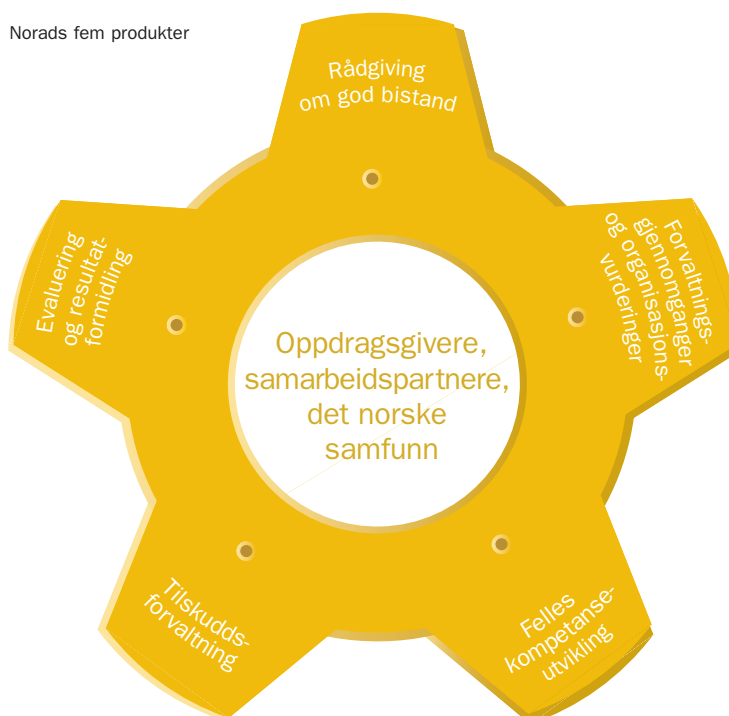 Norads fem produkter
Rådgiving
om god bistand
Forvaltnings-
gjennomganger
og organisasjons-
vurderinger
Felles
kompetanse-
utvikling
Tilskudds-
forvaltning
Evaluering
og resultat-
formidling
Oppdragsgivere,
samarbeidspartnere,
det norske
samfunn